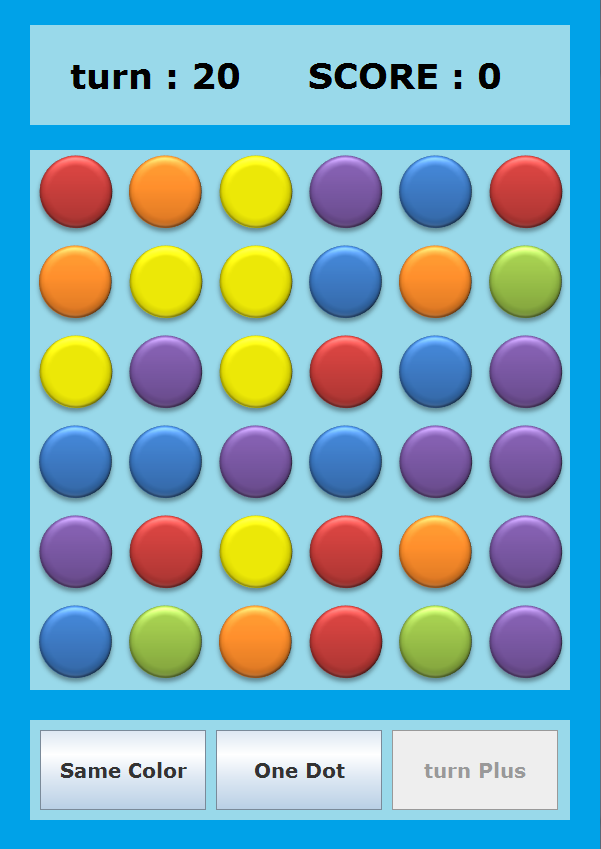 turn : 20 SCORE : 0
Same Color One Dot turn Plus